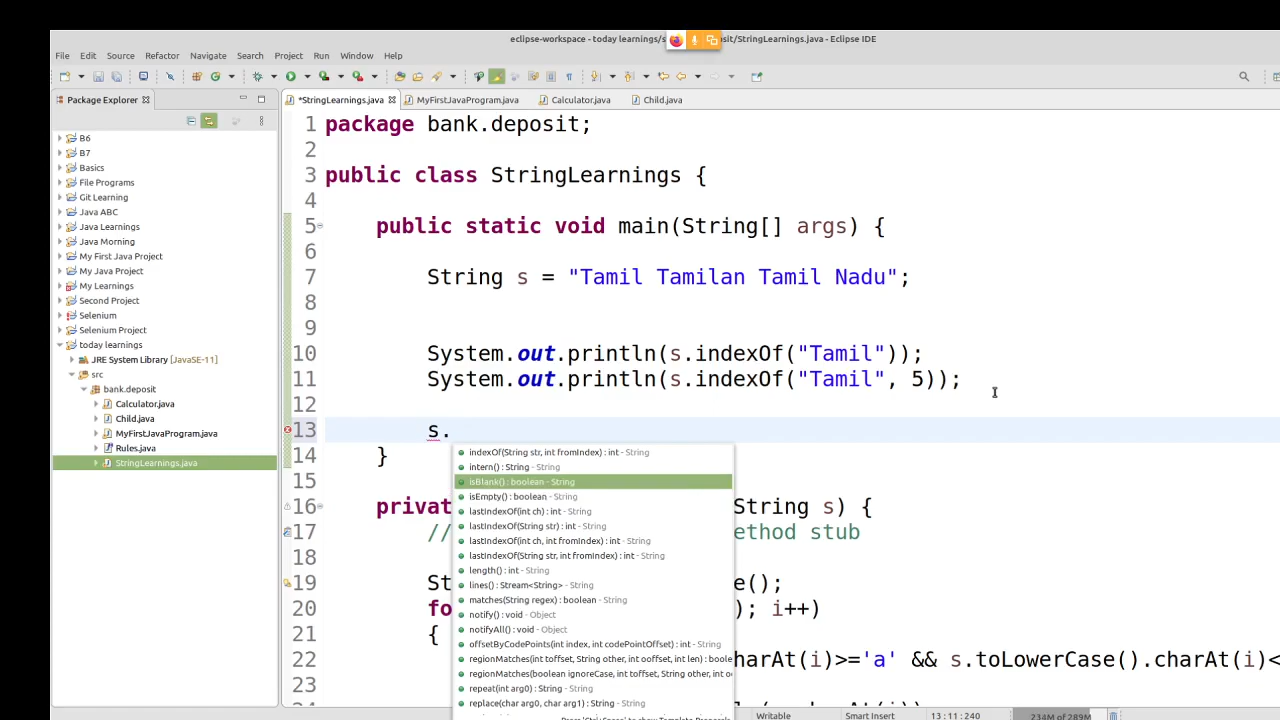 eclipse-workspace - today learnings/s
sit/StringLearnings.java - Eclipse IDE
File Edit Source Refactor Navigate Search Project Run Window Help
Package Explorer
*StringLearnings.java MyFirstJavaProgram.java Calculator.java Child.java
B6
B7
Basics
File Programs
Git Learning
Java ABC
Java Learnings
Java Morning
My First Java Project
My Java Project
My Learnings
Second Project
Selenium
Selenium Project
today learnings
JRE System Library [JavaSE-11]
src
bank.deposit
Calculator.java
Child.java
MyFirstJavaProgram.java
Rules.java
StringLearnings.java
1 package bank.deposit;
2
3 public class StringLearnings {
4
5 public static void main(String[] args) {
6
7 String s = "Tamil Tamilan Tamil Nadu";
8
9
10 System.out.println(s.indexOf("Tamil"));
11 System.out.println(s.indexOf("Tamil", 5));
12
13 s.
14 }
15
16 privat String s) {
17 // ethod stub
18
19 St e();
20 fo ); i++)
21 {
22 harAt(i)>='a' && s.toLowerCase().charAt(i)<
23
24
indexOf(String str, int fromIndex) : int - String
intern() : String - String
isBlank() : boolean - String
isEmpty() : boolean - String
lastIndexOf(int ch) : int - String
lastIndexOf(String str) : int - String
lastIndexOf(int ch, int fromIndex) : int - String
lastIndexOf(String str, int fromIndex) : int - String
length() : int - String
lines() : Stream<String> - String
matches(String regex) : boolean - String
notify() : void - Object
notifyAll() : void - Object
offsetByCodePoints(int index, int codePointOffset) : int - String
regionMatches(int toffset, String other, int ooffset, int len) : boole
regionMatches(boolean ignoreCase, int toffset, String other, int o
repeat(int arg0) : String - String
replace(char arg0, char arg1) : String - String
Press 'Ctrl+Space' to show Template Proposals
Writable Smart Insert 13 : 11 : 240 234M of 289M